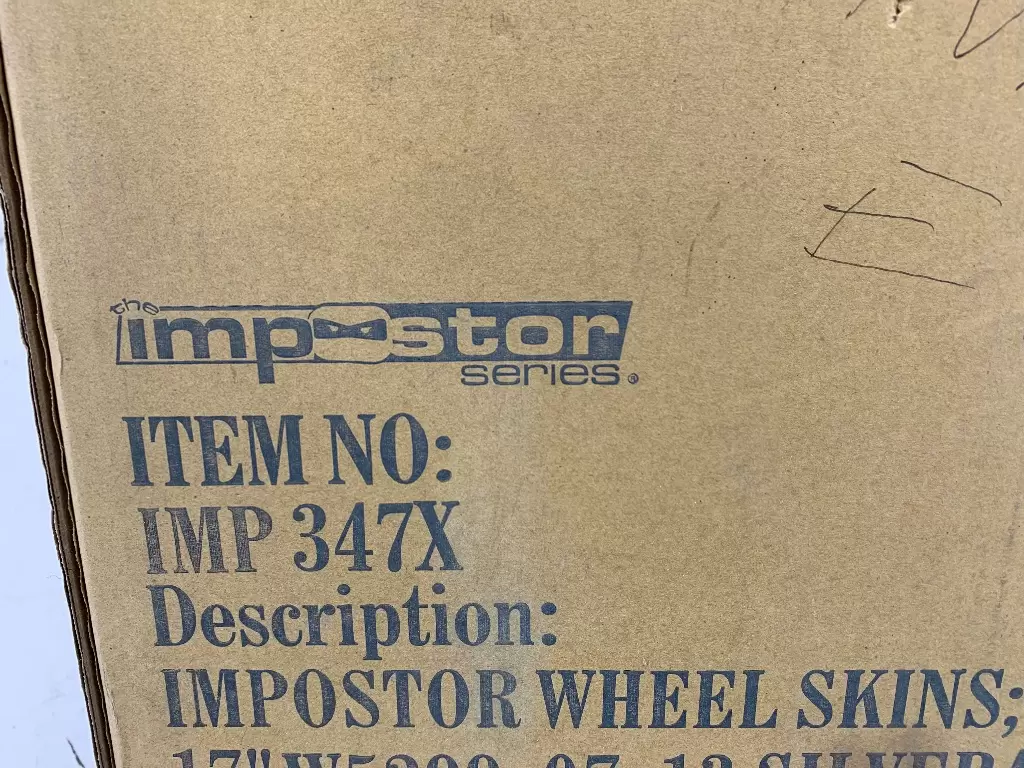 the
impostor
series®
ITEM NO:
IMP 347X
Description:
IMPOSTOR WHEEL SKINS;